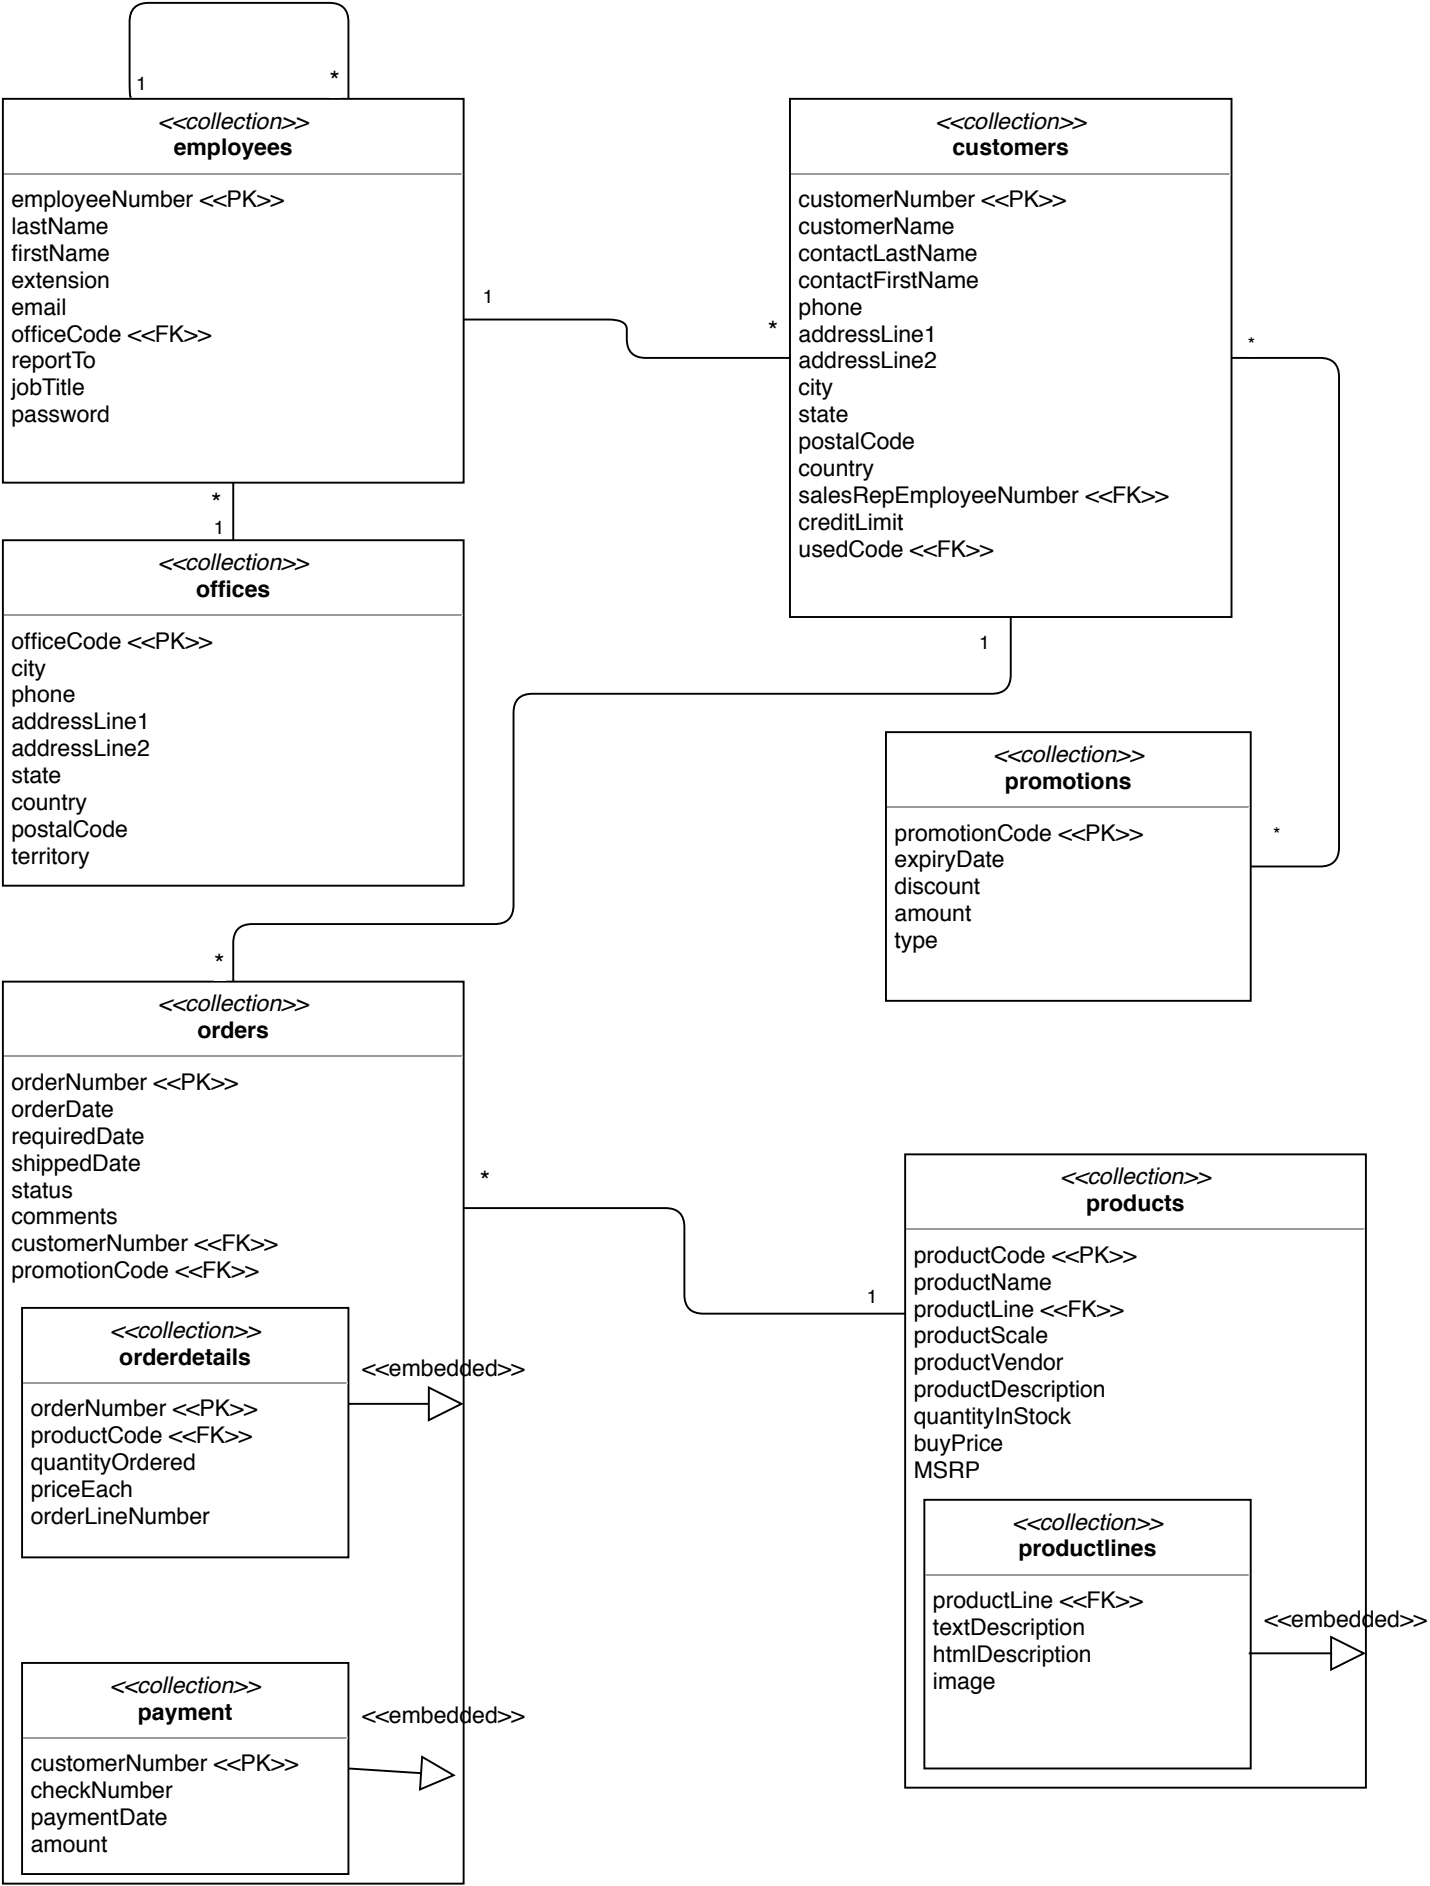 1
*
<<collection>>
employees
employeeNumber <<PK>>
lastName
firstName
extension
email
officeCode <<FK>>
reportTo
jobTitle
password
1
*
<<collection>>
customers
customerNumber <<PK>>
customerName
contactLastName
contactFirstName
phone
addressLine1
addressLine2
city
state
postalCode
country
salesRepEmployeeNumber <<FK>>
creditLimit
usedCode <<FK>>
*
*
1
<<collection>>
offices
officeCode <<PK>>
city
phone
addressLine1
addressLine2
state
country
postalCode
territory
1
<<collection>>
promotions
promotionCode <<PK>>
expiryDate
discount
amount
type
*
*
<<collection>>
orders
orderNumber <<PK>>
orderDate
requiredDate
shippedDate
status
comments
customerNumber <<FK>>
promotionCode <<FK>>
*
1
<<collection>>
orderdetails
orderNumber <<PK>>
productCode <<FK>>
quantityOrdered
priceEach
orderLineNumber
<<embedded>>
<<collection>>
payment
customerNumber <<PK>>
checkNumber
paymentDate
amount
<<embedded>>
<<collection>>
products
productCode <<PK>>
productName
productLine <<FK>>
productScale
productVendor
productDescription
quantityInStock
buyPrice
MSRP
<<collection>>
productlines
productLine <<FK>>
textDescription
htmlDescription
image
<<embedded>>